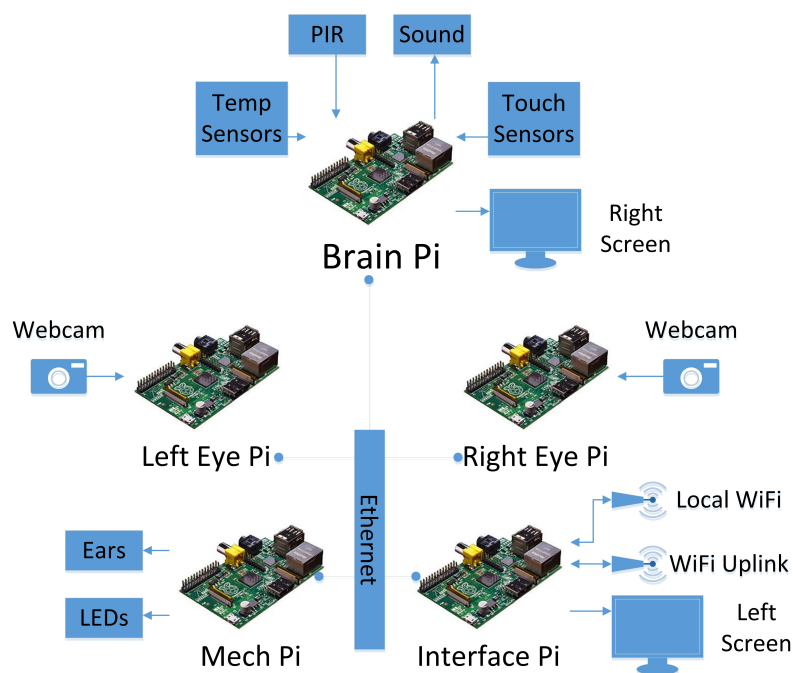 PIR
Sound
Temp
Sensors
Touch
Sensors
Right
Screen
Brain Pi
Webcam
Webcam
Left Eye Pi
Right Eye Pi
Ethernet
Local WiFi
Ears
WiFi Uplink
LEDs
Left
Screen
Mech Pi
Interface Pi